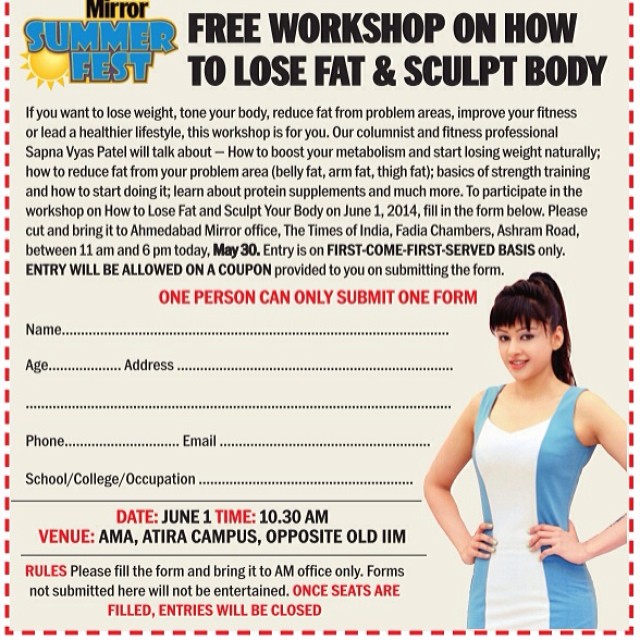 Mirror
SUMMER
FEST
FREE WORKSHOP ON HOW
TO LOSE FAT & SCULPT BODY
If you want to lose weight, tone your body, reduce fat from problem areas, improve your fitness
or lead a healthier lifestyle, this workshop is for you. Our columnist and fitness professional
Sapna Vyas Patel will talk about – How to boost your metabolism and start losing weight naturally;
how to reduce fat from your problem area (belly fat, arm fat, thigh fat); basics of strength training
and how to start doing it; learn about protein supplements and much more. To participate in the
workshop on How to Lose Fat and Sculpt Your Body on June 1, 2014, fill in the form below. Please
cut and bring it to Ahmedabad Mirror office, The Times of India, Fadia Chambers, Ashram Road,
between 11 am and 6 pm today, May 30. Entry is on FIRST-COME-FIRST-SERVED BASIS only.
ENTRY WILL BE ALLOWED ON A COUPON provided to you on submitting the form.
ONE PERSON CAN ONLY SUBMIT ONE FORM
Name.......................................................................................................
Age................... Address .........................................................................
.................................................................................................................
Phone.............................. Email ........................................................
School/College/Occupation .........................................................
DATE: JUNE 1 TIME: 10.30 AM
VENUE: AMA, ATIRA CAMPUS, OPPOSITE OLD IIM
RULES Please fill the form and bring it to AM office only. Forms
not submitted here will not be entertained. ONCE SEATS ARE
FILLED, ENTRIES WILL BE CLOSED